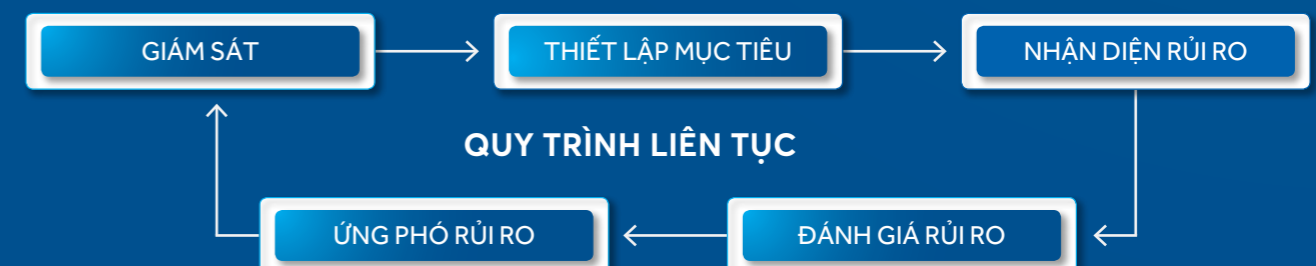 GIÁM SÁT
THIẾT LẬP MỤC TIÊU
NHẬN DIỆN RỦI RO
QUY TRÌNH LIÊN TỤC
ỨNG PHÓ RỦI RO
ĐÁNH GIÁ RỦI RO